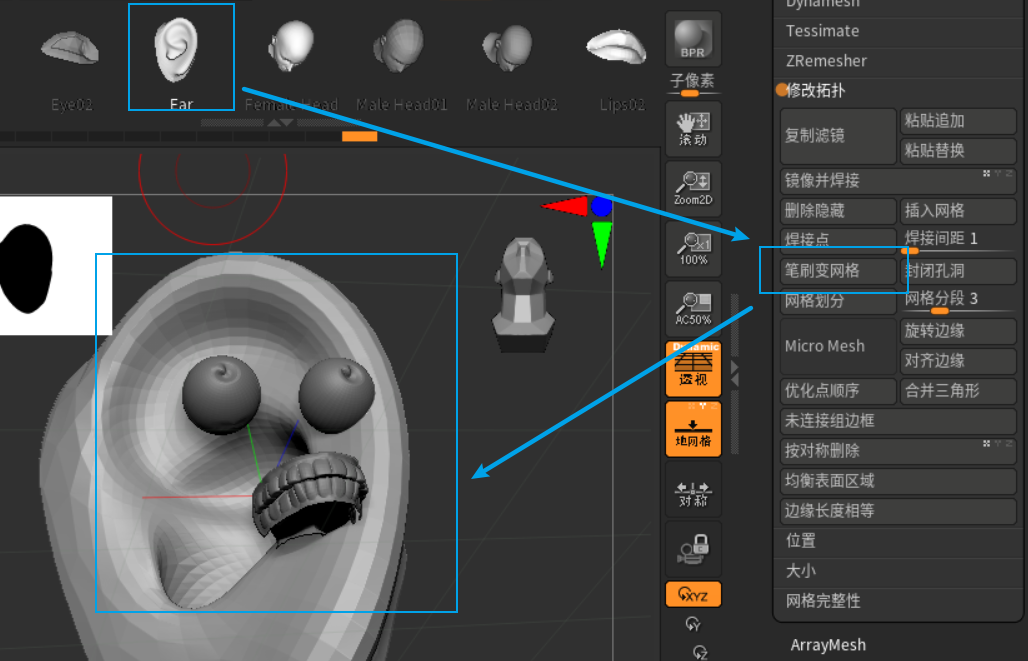 Eye02
Ear
Female Head
Male Head01
Male Head02
Lips02
BPR
子像素
滚动
Zoom2D
100%
AC50%
Dynamic
透视
地网格
对称
XYZ
Y
Z
Dynamesh
Tessimate
ZRemesher
修改拓扑
复制滤镜
粘贴追加
粘贴替换
镜像并焊接
删除隐藏
插入网格
焊接点
焊接间距 1
笔刷变网格
封闭孔洞
网格划分
网格分段 3
Micro Mesh
旋转边缘
对齐边缘
优化点顺序
合并三角形
未连接组边框
按对称删除
均衡表面区域
边缘长度相等
位置
大小
网格完整性
ArrayMesh